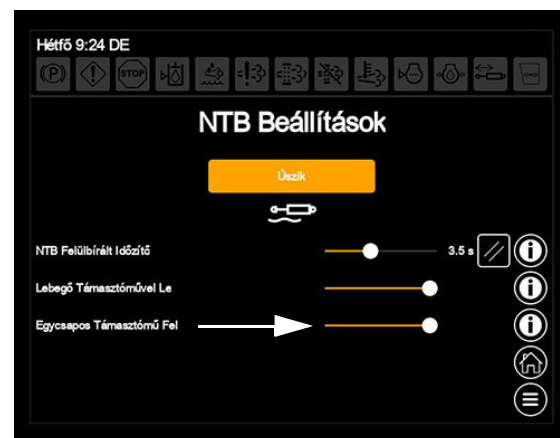 Hétfő 9:24 DE
STOP
NTB Beállítások
Úszik
NTB Felülbírált Időzítő 3.5 s
Lebegő Támasztóművel Le
Egycsapos Támasztómű Fel